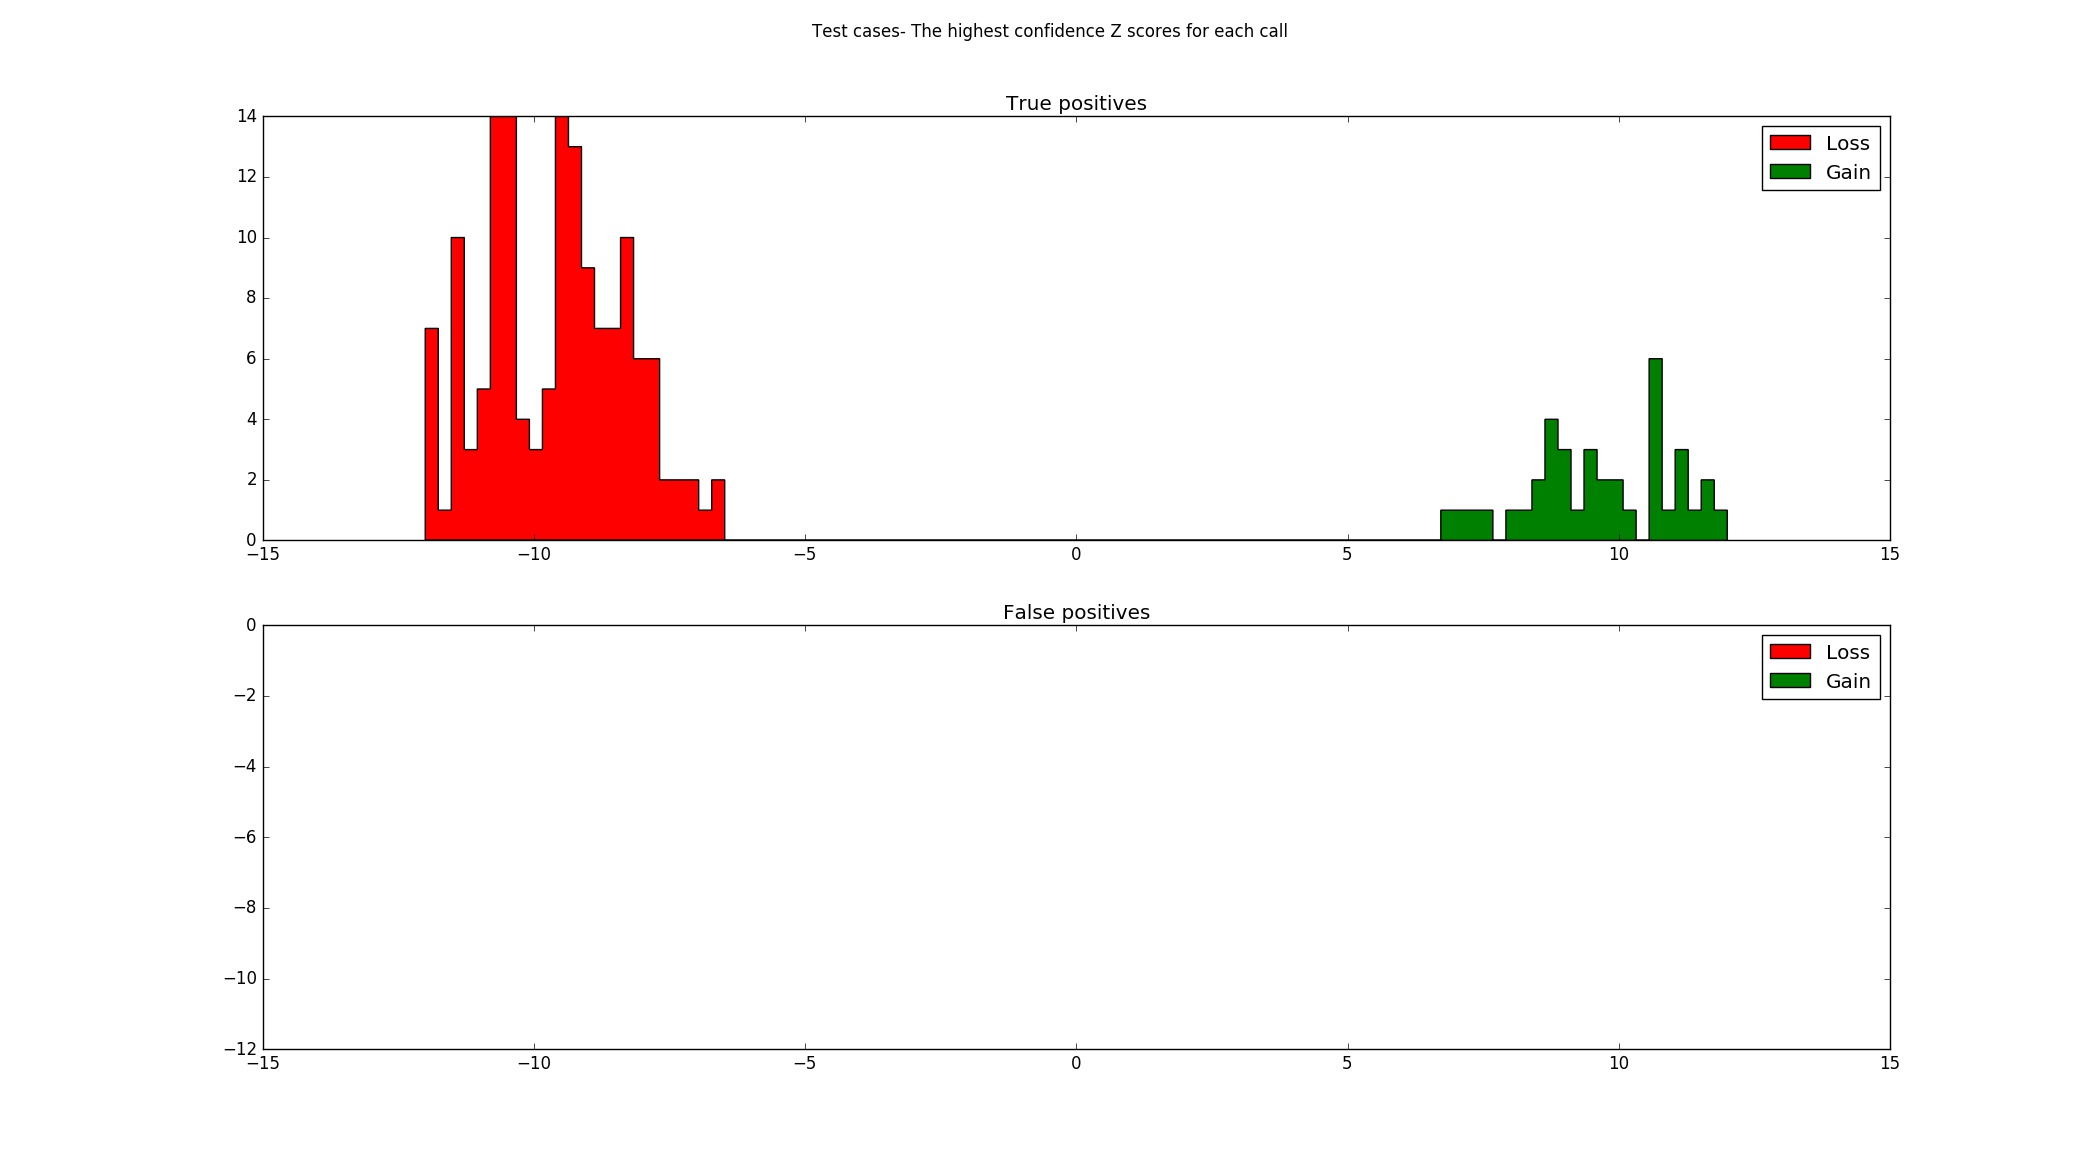 Test cases- The highest confidence Z scores for each call
True positives
14
12
10
8
6
4
2
0
Loss
Gain
−15 −10 −5 0 5 10 15
False positives
0
−2
−4
−6
−8
−10
−12
Loss
Gain
−15 −10 −5 0 5 10 15